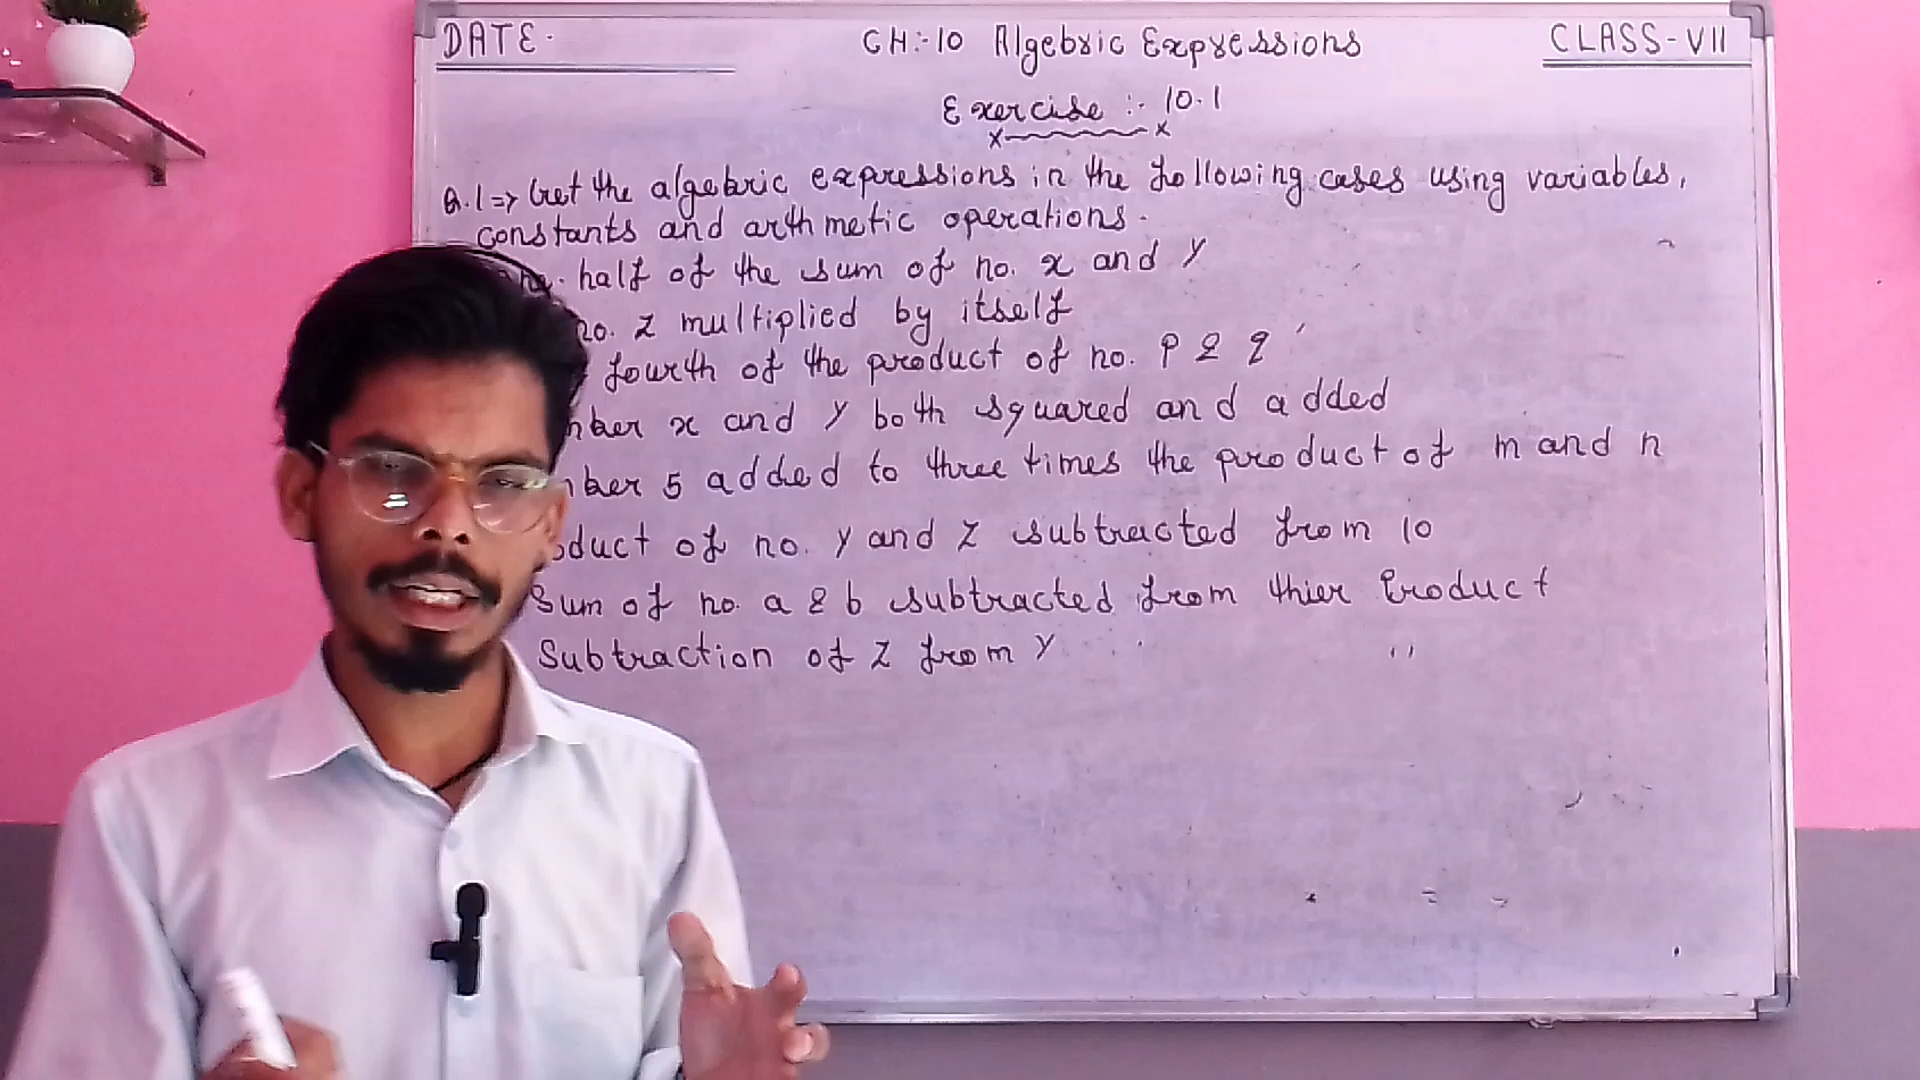 DATE-
CH:-10 Algebric Expressions
CLASS-VII
Exercise :- 10.1
Q.1=> Get the algebric expressions in the following cases using variables,
constants and arthmetic operations.
half of the sum of no. x and y
no. z multiplied by itself
fourth of the product of no. p & q
x and y both squared and added
5 added to three times the product of m and n
of no. y and z subtracted from 10
Sum of no. a & b subtracted from thier Product
Subtraction of z from y